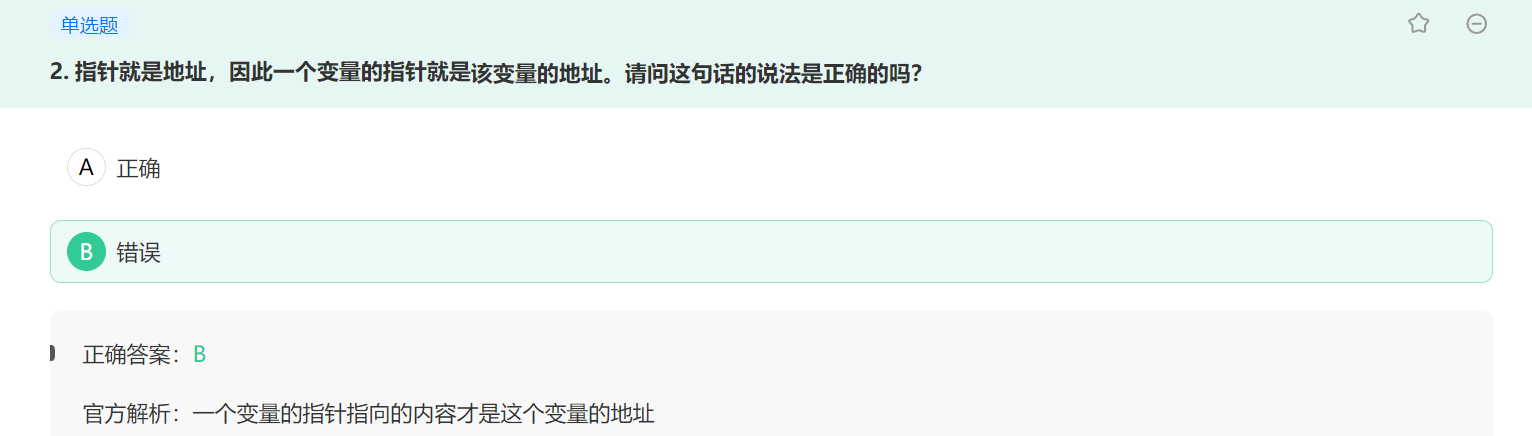 单选题
2. 指针就是地址，因此一个变量的指针就是该变量的地址。请问这句话的说法是正确的吗？
A 正确
B 错误
正确答案：B
官方解析：一个变量的指针指向的内容才是这个变量的地址